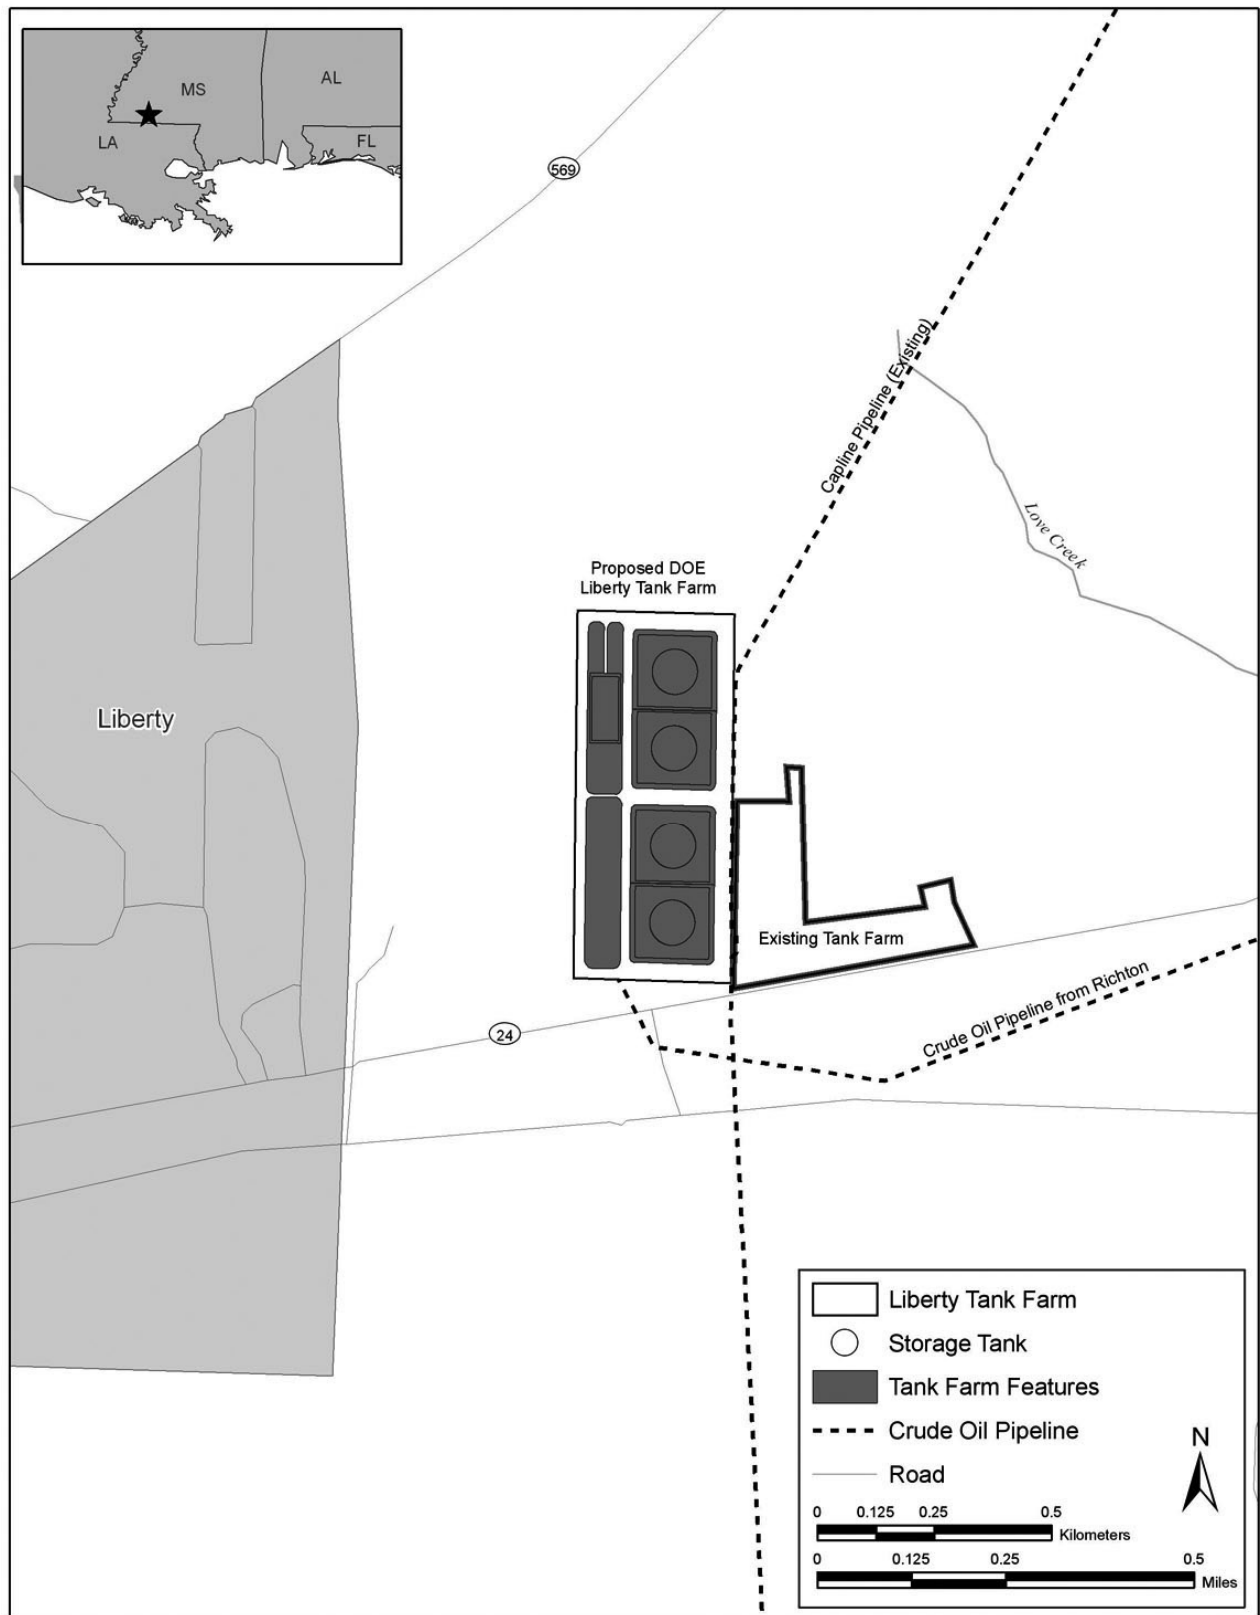 MS
AL
LA
FL
569
Capline Pipeline (Existing)
Love Creek
Proposed DOE
Liberty Tank Farm
Liberty
Existing Tank Farm
Crude Oil Pipeline from Richton
24
Liberty Tank Farm
Storage Tank
Tank Farm Features
Crude Oil Pipeline
Road
N
0 0.125 0.25 0.5
Kilometers
0 0.125 0.25 0.5
Miles